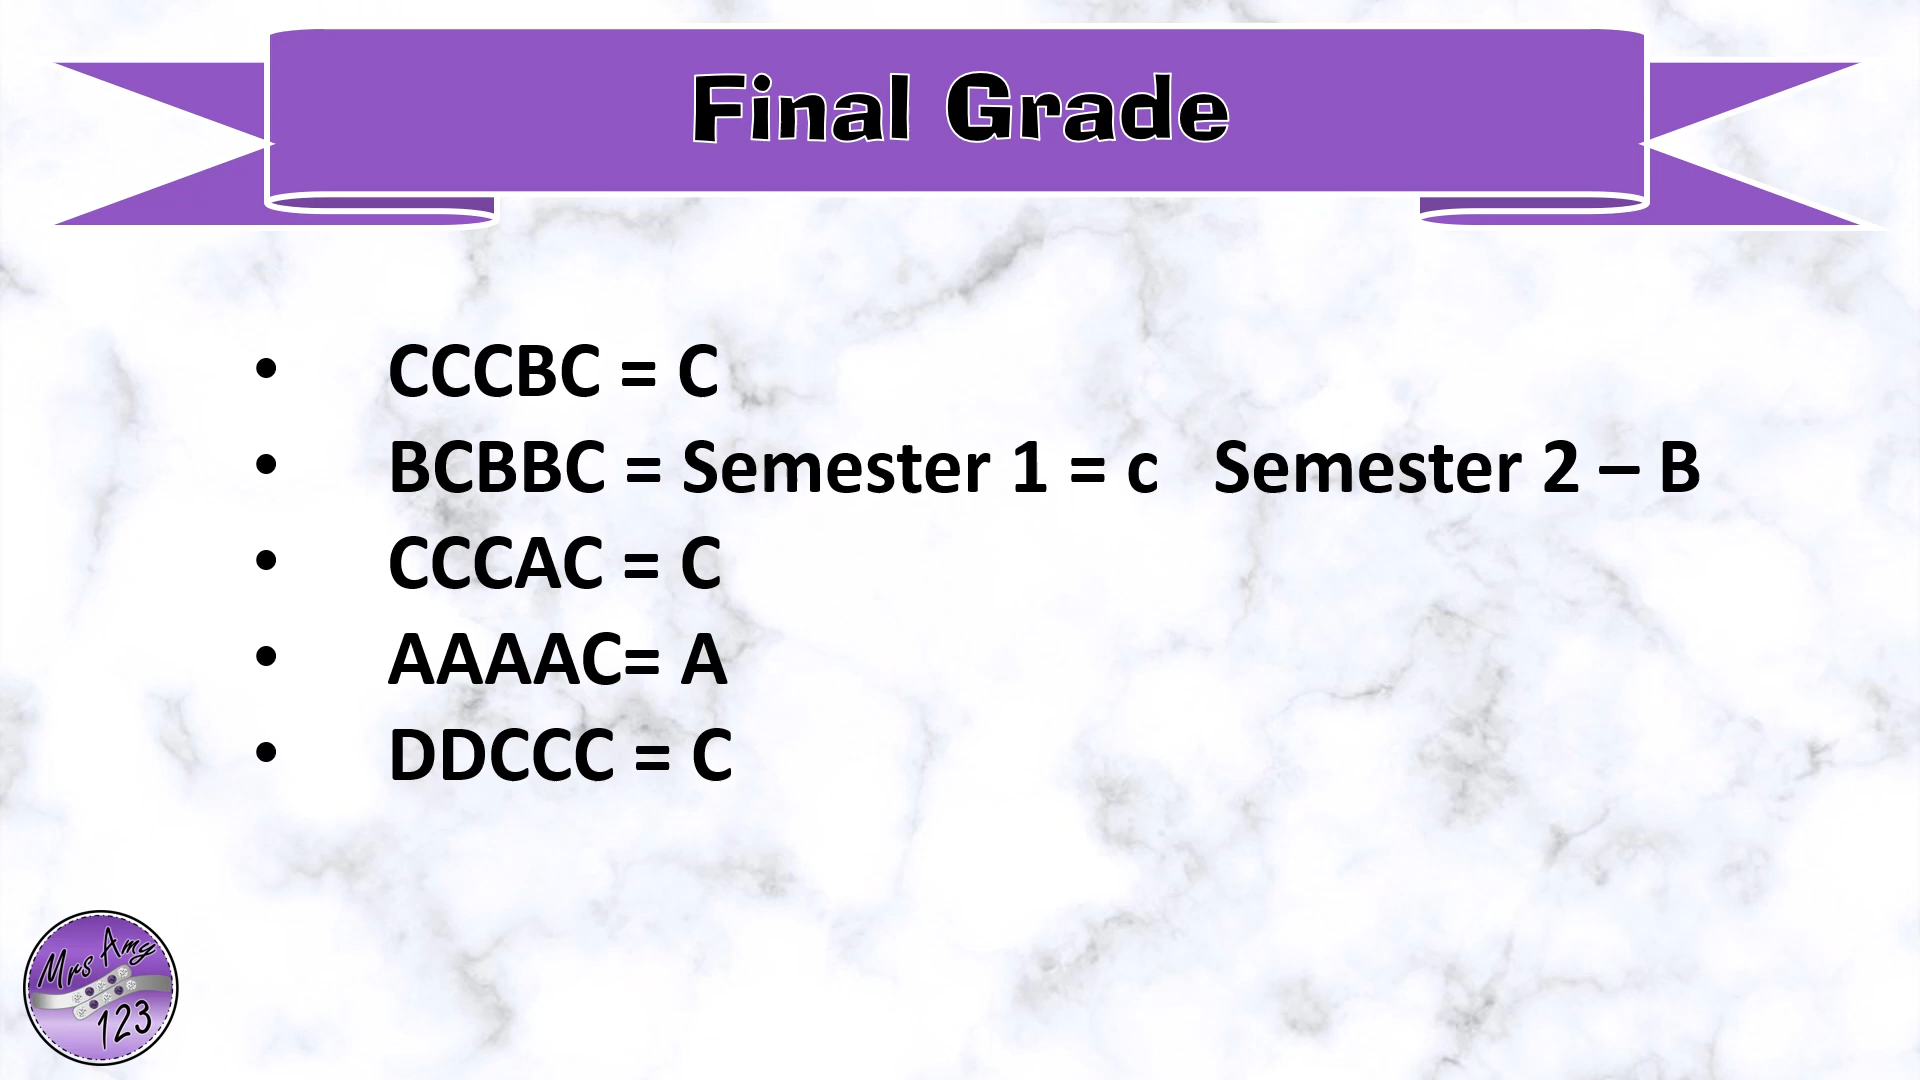 Final Grade
• CCCBC = C
• BCBBC = Semester 1 = c Semester 2 – B
• CCCAC = C
• AAAAC= A
• DDCCC = C
Mrs Amy
123